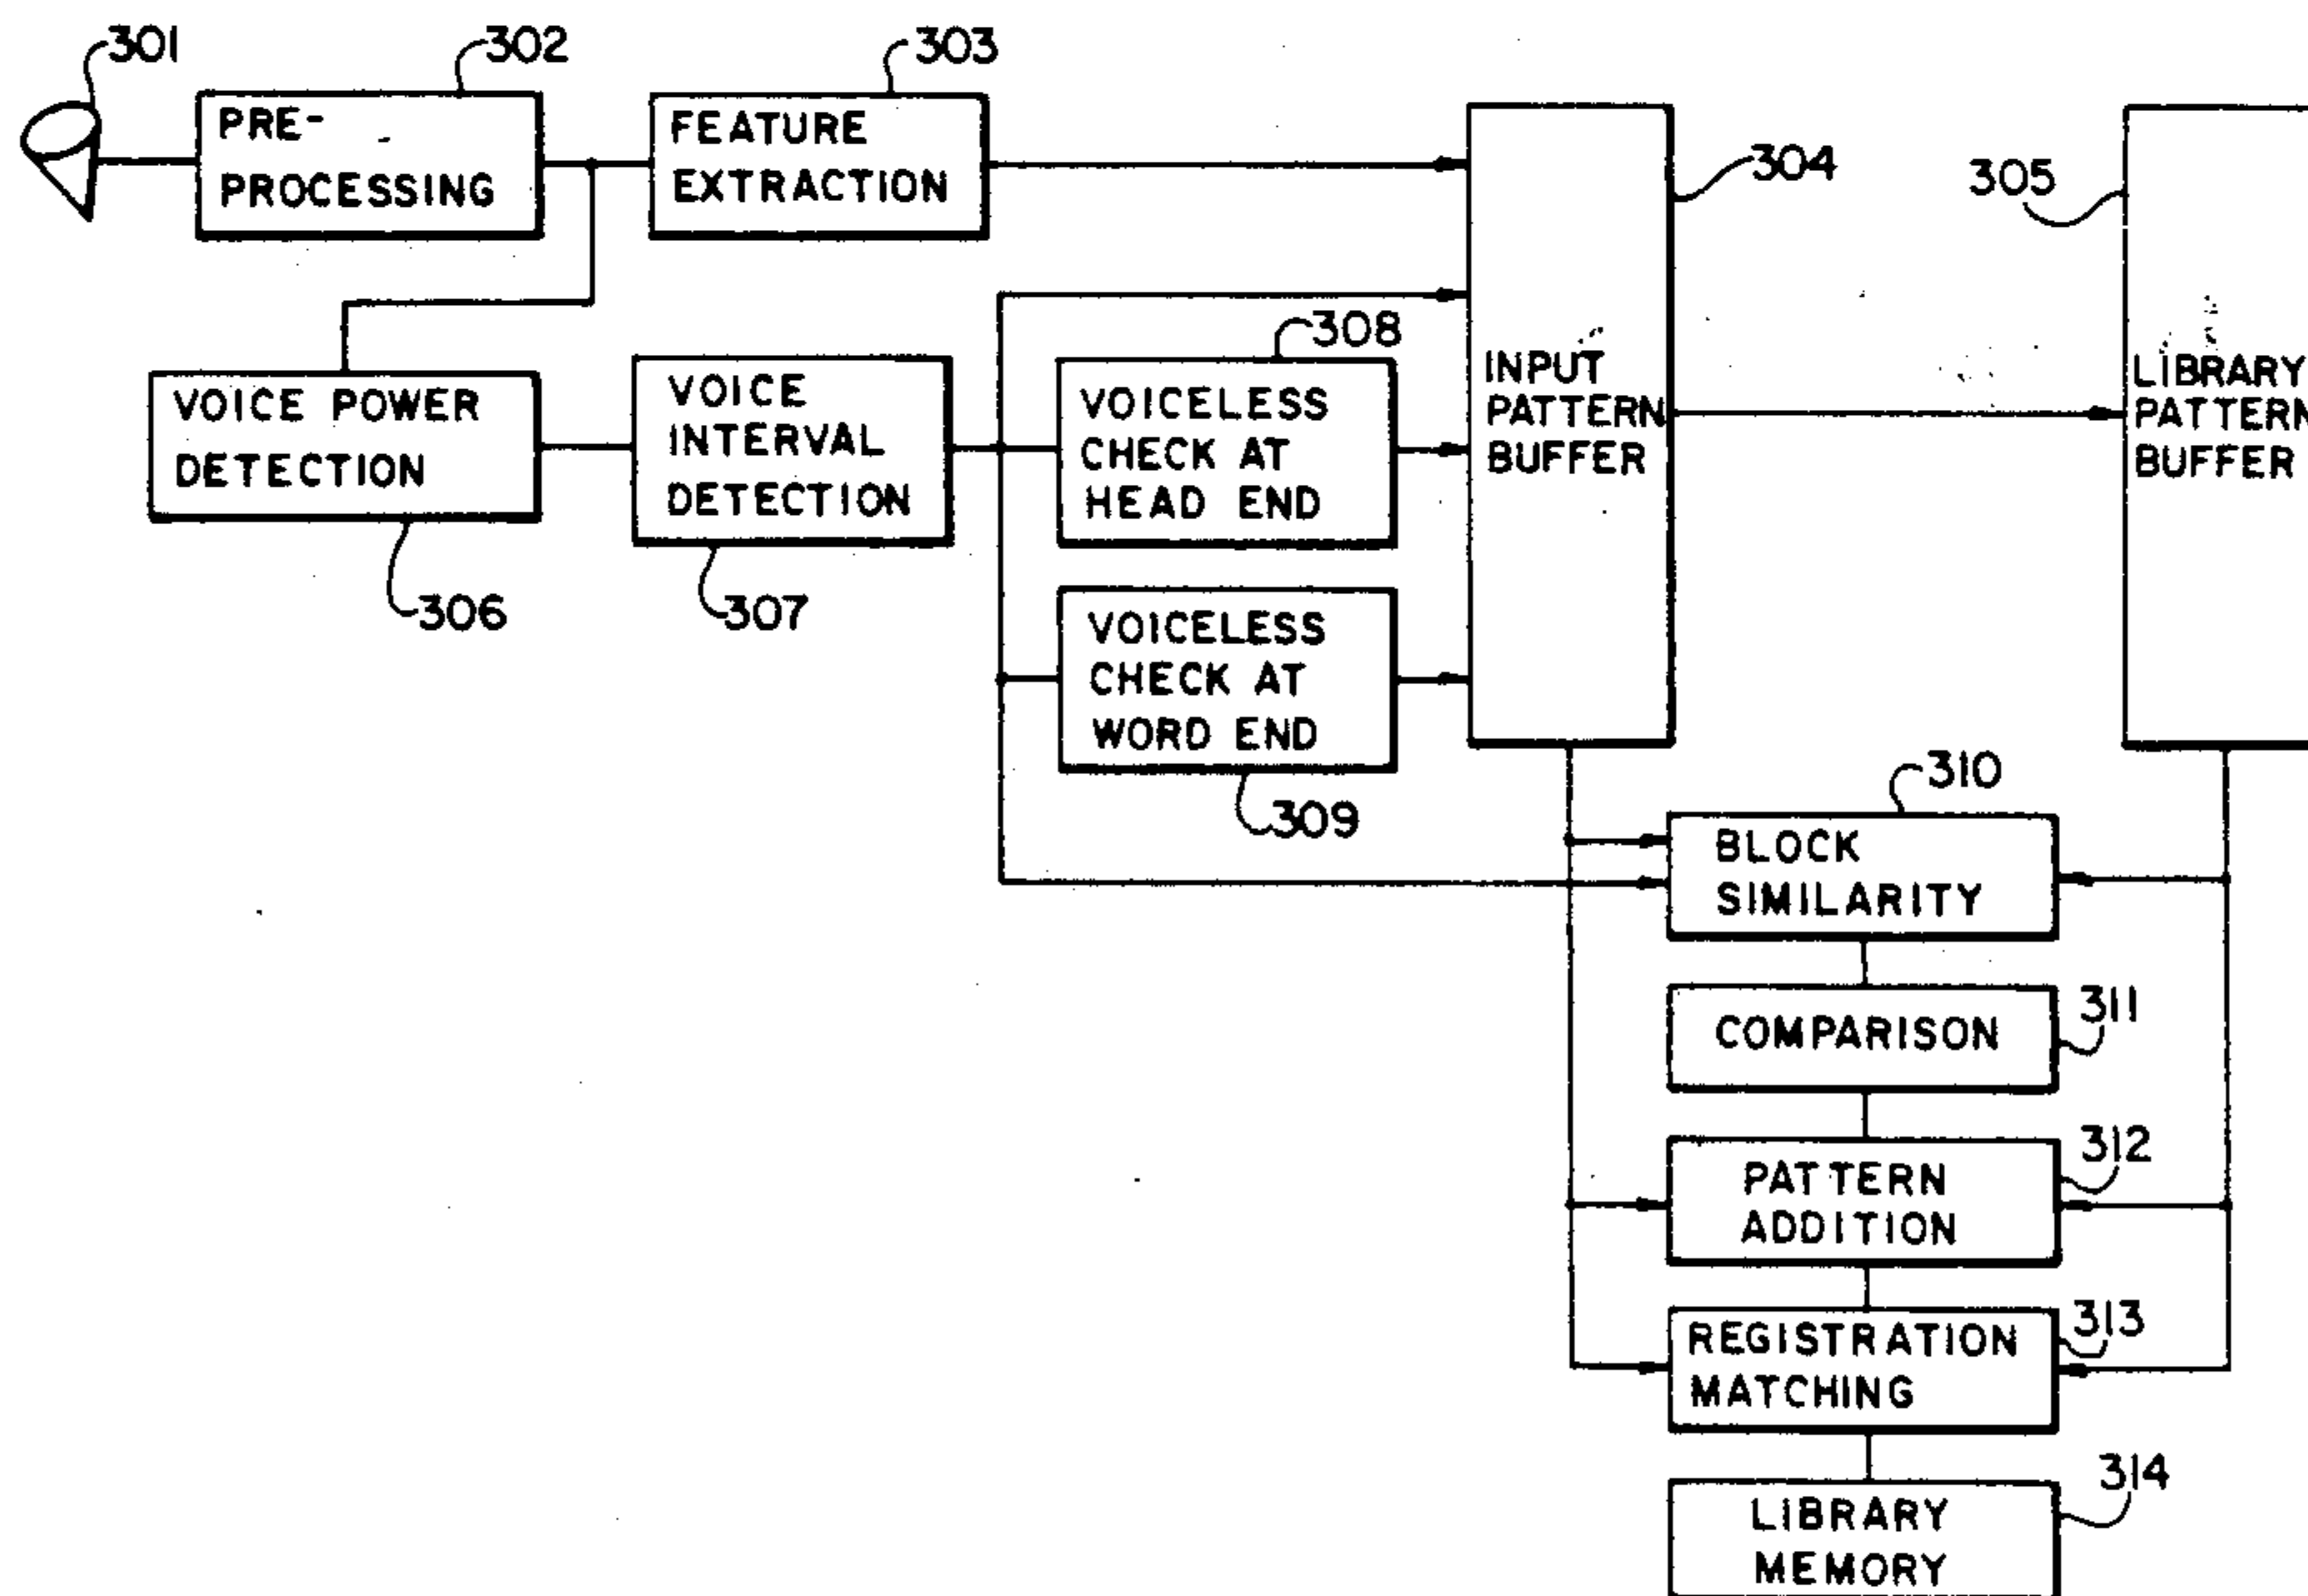 301
302
303
PRE-
PROCESSING
FEATURE
EXTRACTION
304
305
308
VOICE POWER
DETECTION
VOICE
INTERVAL
DETECTION
VOICELESS
CHECK AT
HEAD END
INPUT
PATTERN
BUFFER
LIBRARY
PATTERN
BUFFER
306
307
VOICELESS
CHECK AT
WORD END
309
310
BLOCK
SIMILARITY
311
COMPARISON
312
PATTERN
ADDITION
313
REGISTRATION
MATCHING
314
LIBRARY
MEMORY